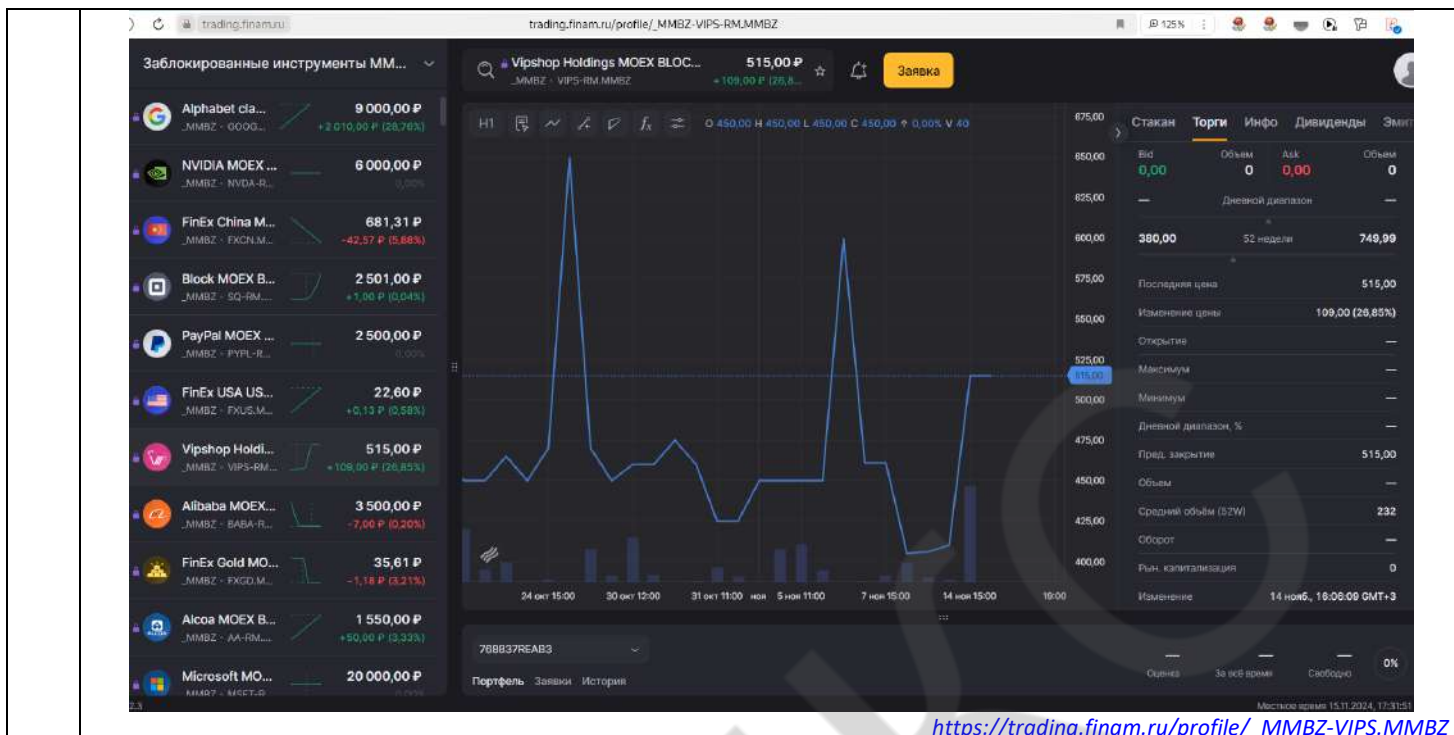 trading.finam.ru
trading.finam.ru/profile/_MMBZ-VIPS-RM.MMBZ
125 %
Заблокированные инструменты ММ...
Vipshop Holdings MOEX BLOC...
515,00 ₽
_MMBZ · VIPS-RM.MMBZ
+109,00 ₽ (26,8...
Заявка
Alphabet cla...
9 000,00 ₽
_MMBZ · GOOG...
+2 010,00 ₽ (28,76%)
NVIDIA MOEX ...
6 000,00 ₽
_MMBZ · NVDA-R...
0,00%
FinEx China M...
681,31 ₽
_MMBZ · FXCN.M...
-42,57 ₽ (5,88%)
Block MOEX B...
2 501,00 ₽
_MMBZ · SQ-RM....
+1,00 ₽ (0,04%)
PayPal MOEX ...
2 500,00 ₽
_MMBZ · PYPL-R...
0,00%
FinEx USA US...
22,60 ₽
_MMBZ · FXUS.M...
+0,13 ₽ (0,58%)
Vipshop Holdi...
515,00 ₽
_MMBZ · VIPS-RM...
+109,00 ₽ (26,85%)
Alibaba MOEX...
3 500,00 ₽
_MMBZ · BABA-R...
-7,00 ₽ (0,20%)
FinEx Gold MO...
35,61 ₽
_MMBZ · FXGD.M...
-1,18 ₽ (3,21%)
Alcoa MOEX B...
1 550,00 ₽
_MMBZ · AA-RM....
+50,00 ₽ (3,33%)
Microsoft MO...
20 000,00 ₽
H1
O 450,00 H 450,00 L 450,00 C 450,00 ↑ 0,00% V 40
675,00
650,00
625,00
600,00
575,00
550,00
525,00
515,00
500,00
475,00
450,00
425,00
400,00
24 окт 15:00 30 окт 12:00 31 окт 11:00 ноя 5 ноя 11:00 7 ноя 15:00 14 ноя 15:00 19:00
Стакан Торги Инфо Дивиденды Эмит
Bid Объем Ask Объем
0,00 0 0,00 0
— Дневной диапазон —
380,00 52 недели 749,99
Последняя цена 515,00
Изменение цены 109,00 (26,85%)
Открытие —
Максимум —
Минимум —
Дневной диапазон, % —
Пред. закрытие 515,00
Объем —
Средний объём (52W) 232
Оборот —
Рын. капитализация 0
Изменение 14 нояб., 16:06:09 GMT+3
768837REAB3
Портфель Заявки История
— — —
Оценка За всё время Свободно
0%
2.3
Местное время 15.11.2024, 17:31:51
https://trading.finam.ru/profile/_MMBZ-VIPS.MMBZ